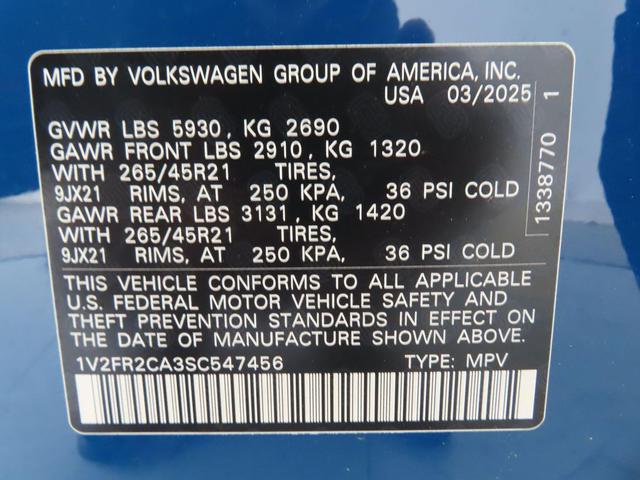 MFD BY VOLKSWAGEN GROUP OF AMERICA, INC.
USA 03/2025
GVWR LBS 5930, KG 2690
GAWR FRONT LBS 2910, KG 1320
WITH 265/45R21 TIRES,
9JX21 RIMS, AT 250 KPA, 36 PSI COLD
GAWR REAR LBS 3131, KG 1420
WITH 265/45R21 TIRES,
9JX21 RIMS, AT 250 KPA, 36 PSI COLD
THIS VEHICLE CONFORMS TO ALL APPLICABLE
U.S. FEDERAL MOTOR VEHICLE SAFETY AND
THEFT PREVENTION STANDARDS IN EFFECT ON
THE DATE OF MANUFACTURE SHOWN ABOVE.
1V2FR2CA3SC547456 TYPE: MPV
1338770 1